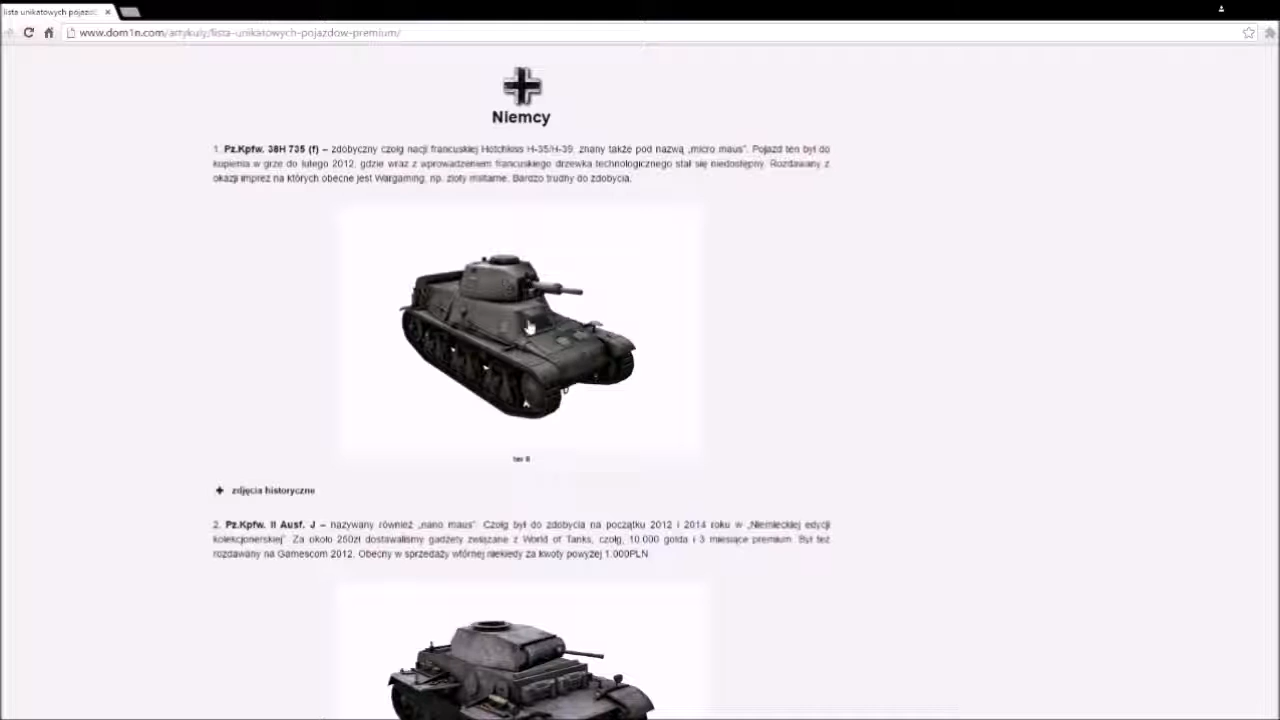 lista unikatowych pojazdó
www.dom1n.com/artykuly/lista-unikatowych-pojazdow-premium/
Niemcy
1. Pz.Kpfw. 38H 735 (f) – zdobyczny czołg nacji francuskiej Hotchkiss H-35/H-39, znany także pod nazwą „micro maus”. Pojazd ten był do
kupienia w grze do lutego 2012, gdzie wraz z wprowadzeniem francuskiego drzewka technologicznego stał się niedostępny. Rozdawany z
okazji imprez na których obecne jest Wargaming, np. zloty militarne. Bardzo trudny do zdobycia.
tier II
zdjęcia historyczne
2. Pz.Kpfw. II Ausf. J – nazywany również „nano maus”. Czołg był do zdobycia na początku 2012 i 2014 roku w „Niemieckiej edycji
kolekcjonerskiej”. Za około 250zł dostawaliśmy gadżety związane z World of Tanks, czołg, 10.000 golda i 3 miesiące premium. Był też
rozdawany na Gamescom 2012. Obecny w sprzedaży wtórnej niekiedy za kwoty powyżej 1.000PLN